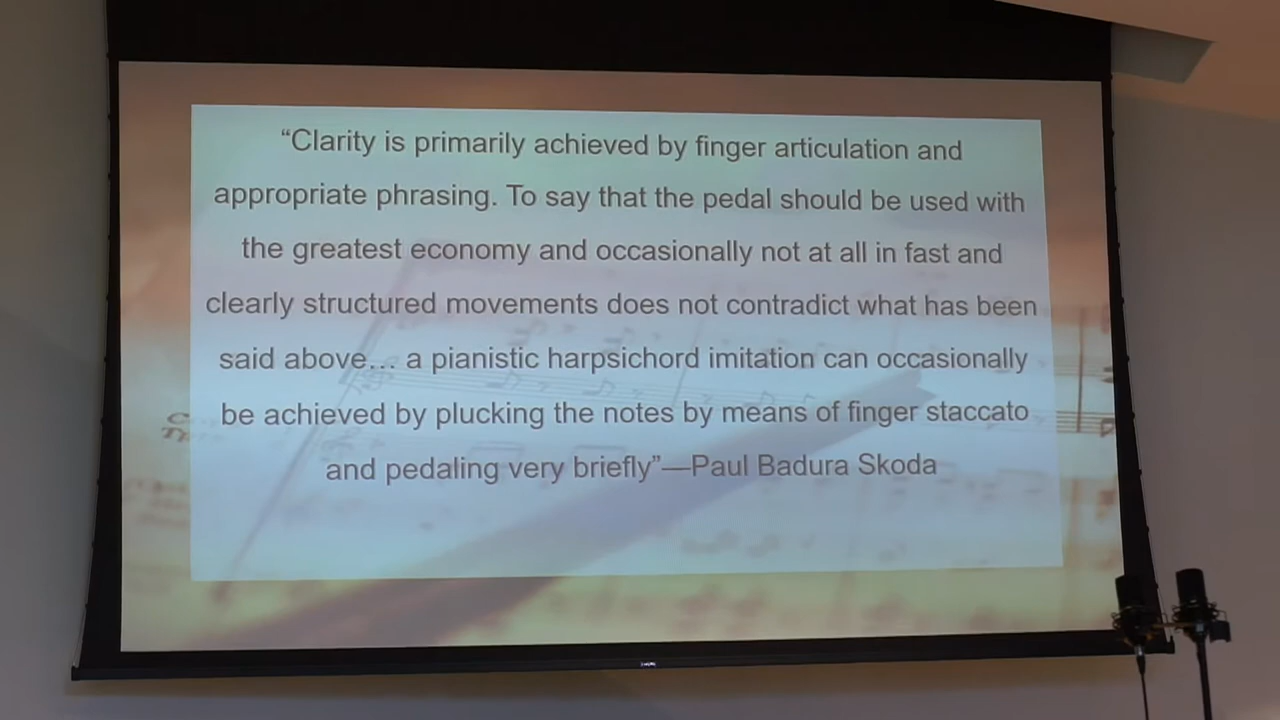 “Clarity is primarily achieved by finger articulation and
appropriate phrasing. To say that the pedal should be used with
the greatest economy and occasionally not at all in fast and
clearly structured movements does not contradict what has been
said above… a pianistic harpsichord imitation can occasionally
be achieved by plucking the notes by means of finger staccato
and pedaling very briefly”—Paul Badura Skoda